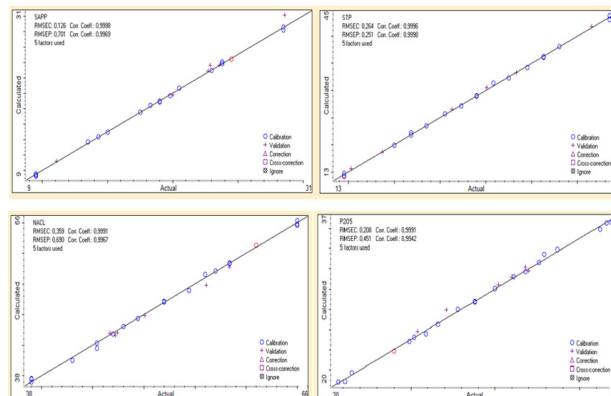 31
SAPP
RMSEC: 0,126 Corr. Coeff.: 0,9998
RMSEP: 0,701 Corr. Coeff.: 0,9969
5 factors used
Calculated
Calibration
Validation
Correction
Cross-correction
Ignore
9
9
Actual
31
45
STP
RMSEC: 0,264 Corr. Coeff.: 0,9996
RMSEP: 0,251 Corr. Coeff.: 0,9998
5 factors used
Calculated
Calibration
Validation
Correction
Cross-correction
Ignore
13
13
Actual
66
NACL
RMSEC: 0,359 Corr. Coeff.: 0,9991
RMSEP: 0,690 Corr. Coeff.: 0,9967
5 factors used
Calculated
Calibration
Validation
Correction
Cross-correction
Ignore
38
38
Actual
66
37
P2O5
RMSEC: 0,208 Corr. Coeff.: 0,9991
RMSEP: 0,451 Corr. Coeff.: 0,9942
5 factors used
Calculated
Calibration
Validation
Correction
Cross-correction
Ignore
20
20
Actual